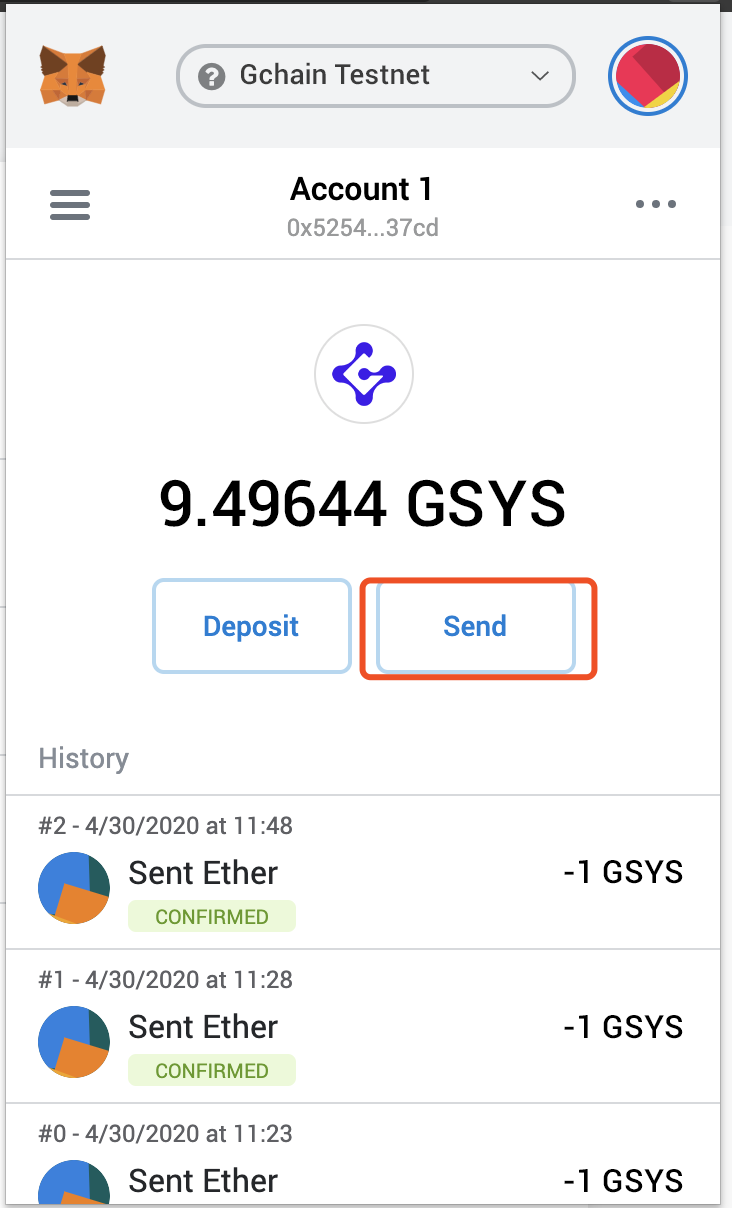 Gchain Testnet
Account 1
0x5254...37cd
9.49644 GSYS
Deposit
Send
History
#2 - 4/30/2020 at 11:48
Sent Ether
-1 GSYS
CONFIRMED
#1 - 4/30/2020 at 11:28
Sent Ether
-1 GSYS
CONFIRMED
#0 - 4/30/2020 at 11:23
Sent Ether
-1 GSYS